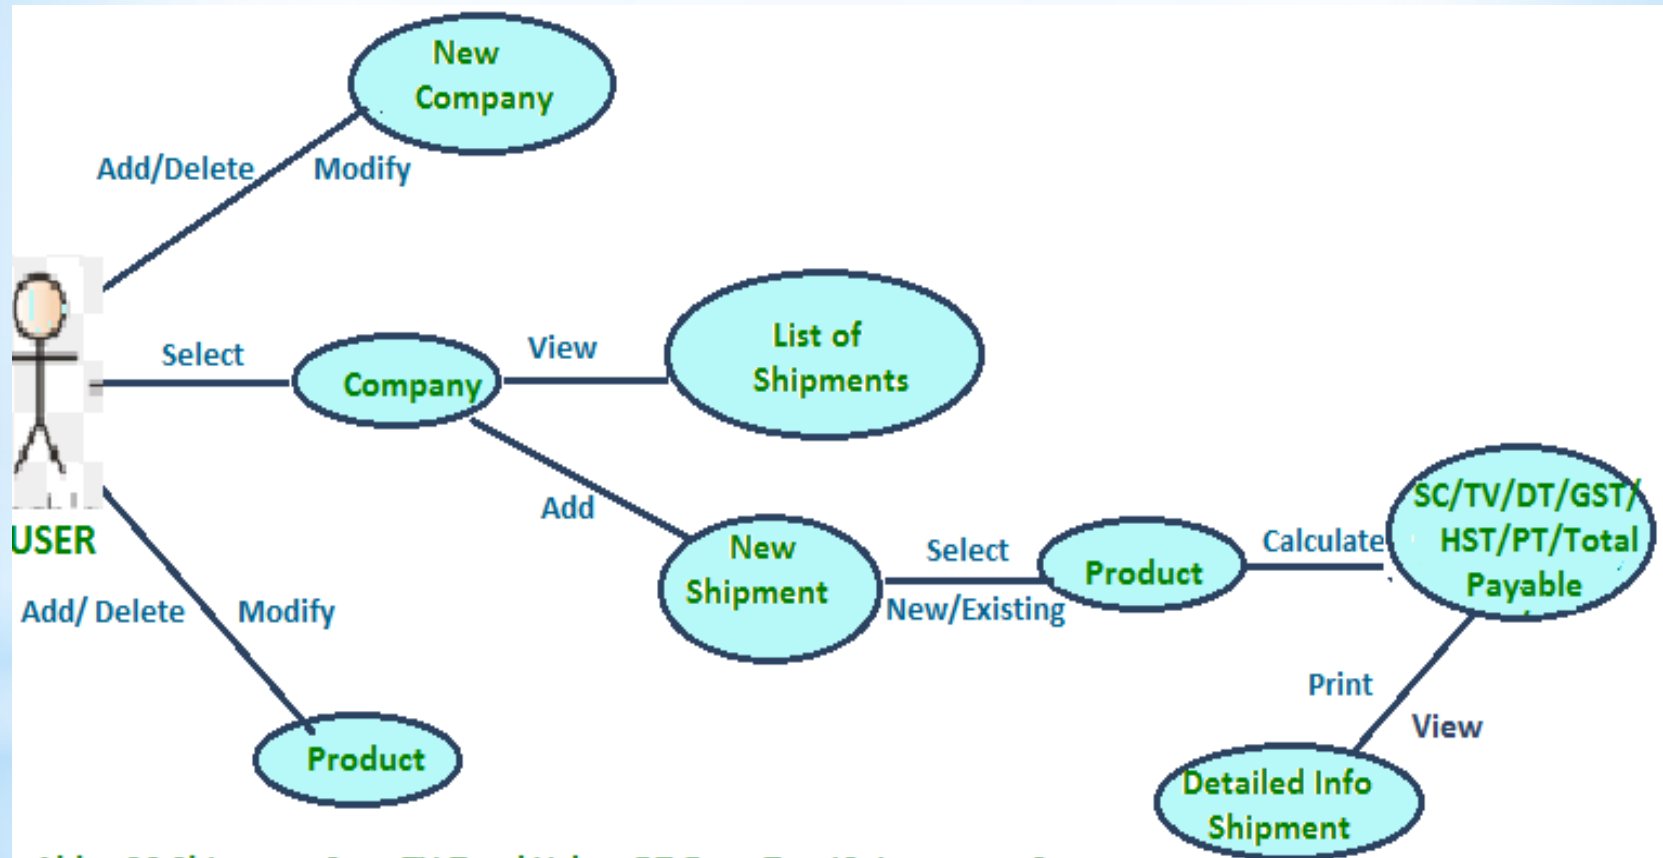 New
Company
Add/Delete
Modify
Select
Company
View
List of
Shipments
Add
USER
New
Shipment
Select
New/Existing
Product
Calculate
SC/TV/DT/GST/
HST/PT/Total
Payable
Add/ Delete
Modify
Product
Print
View
Detailed Info
Shipment